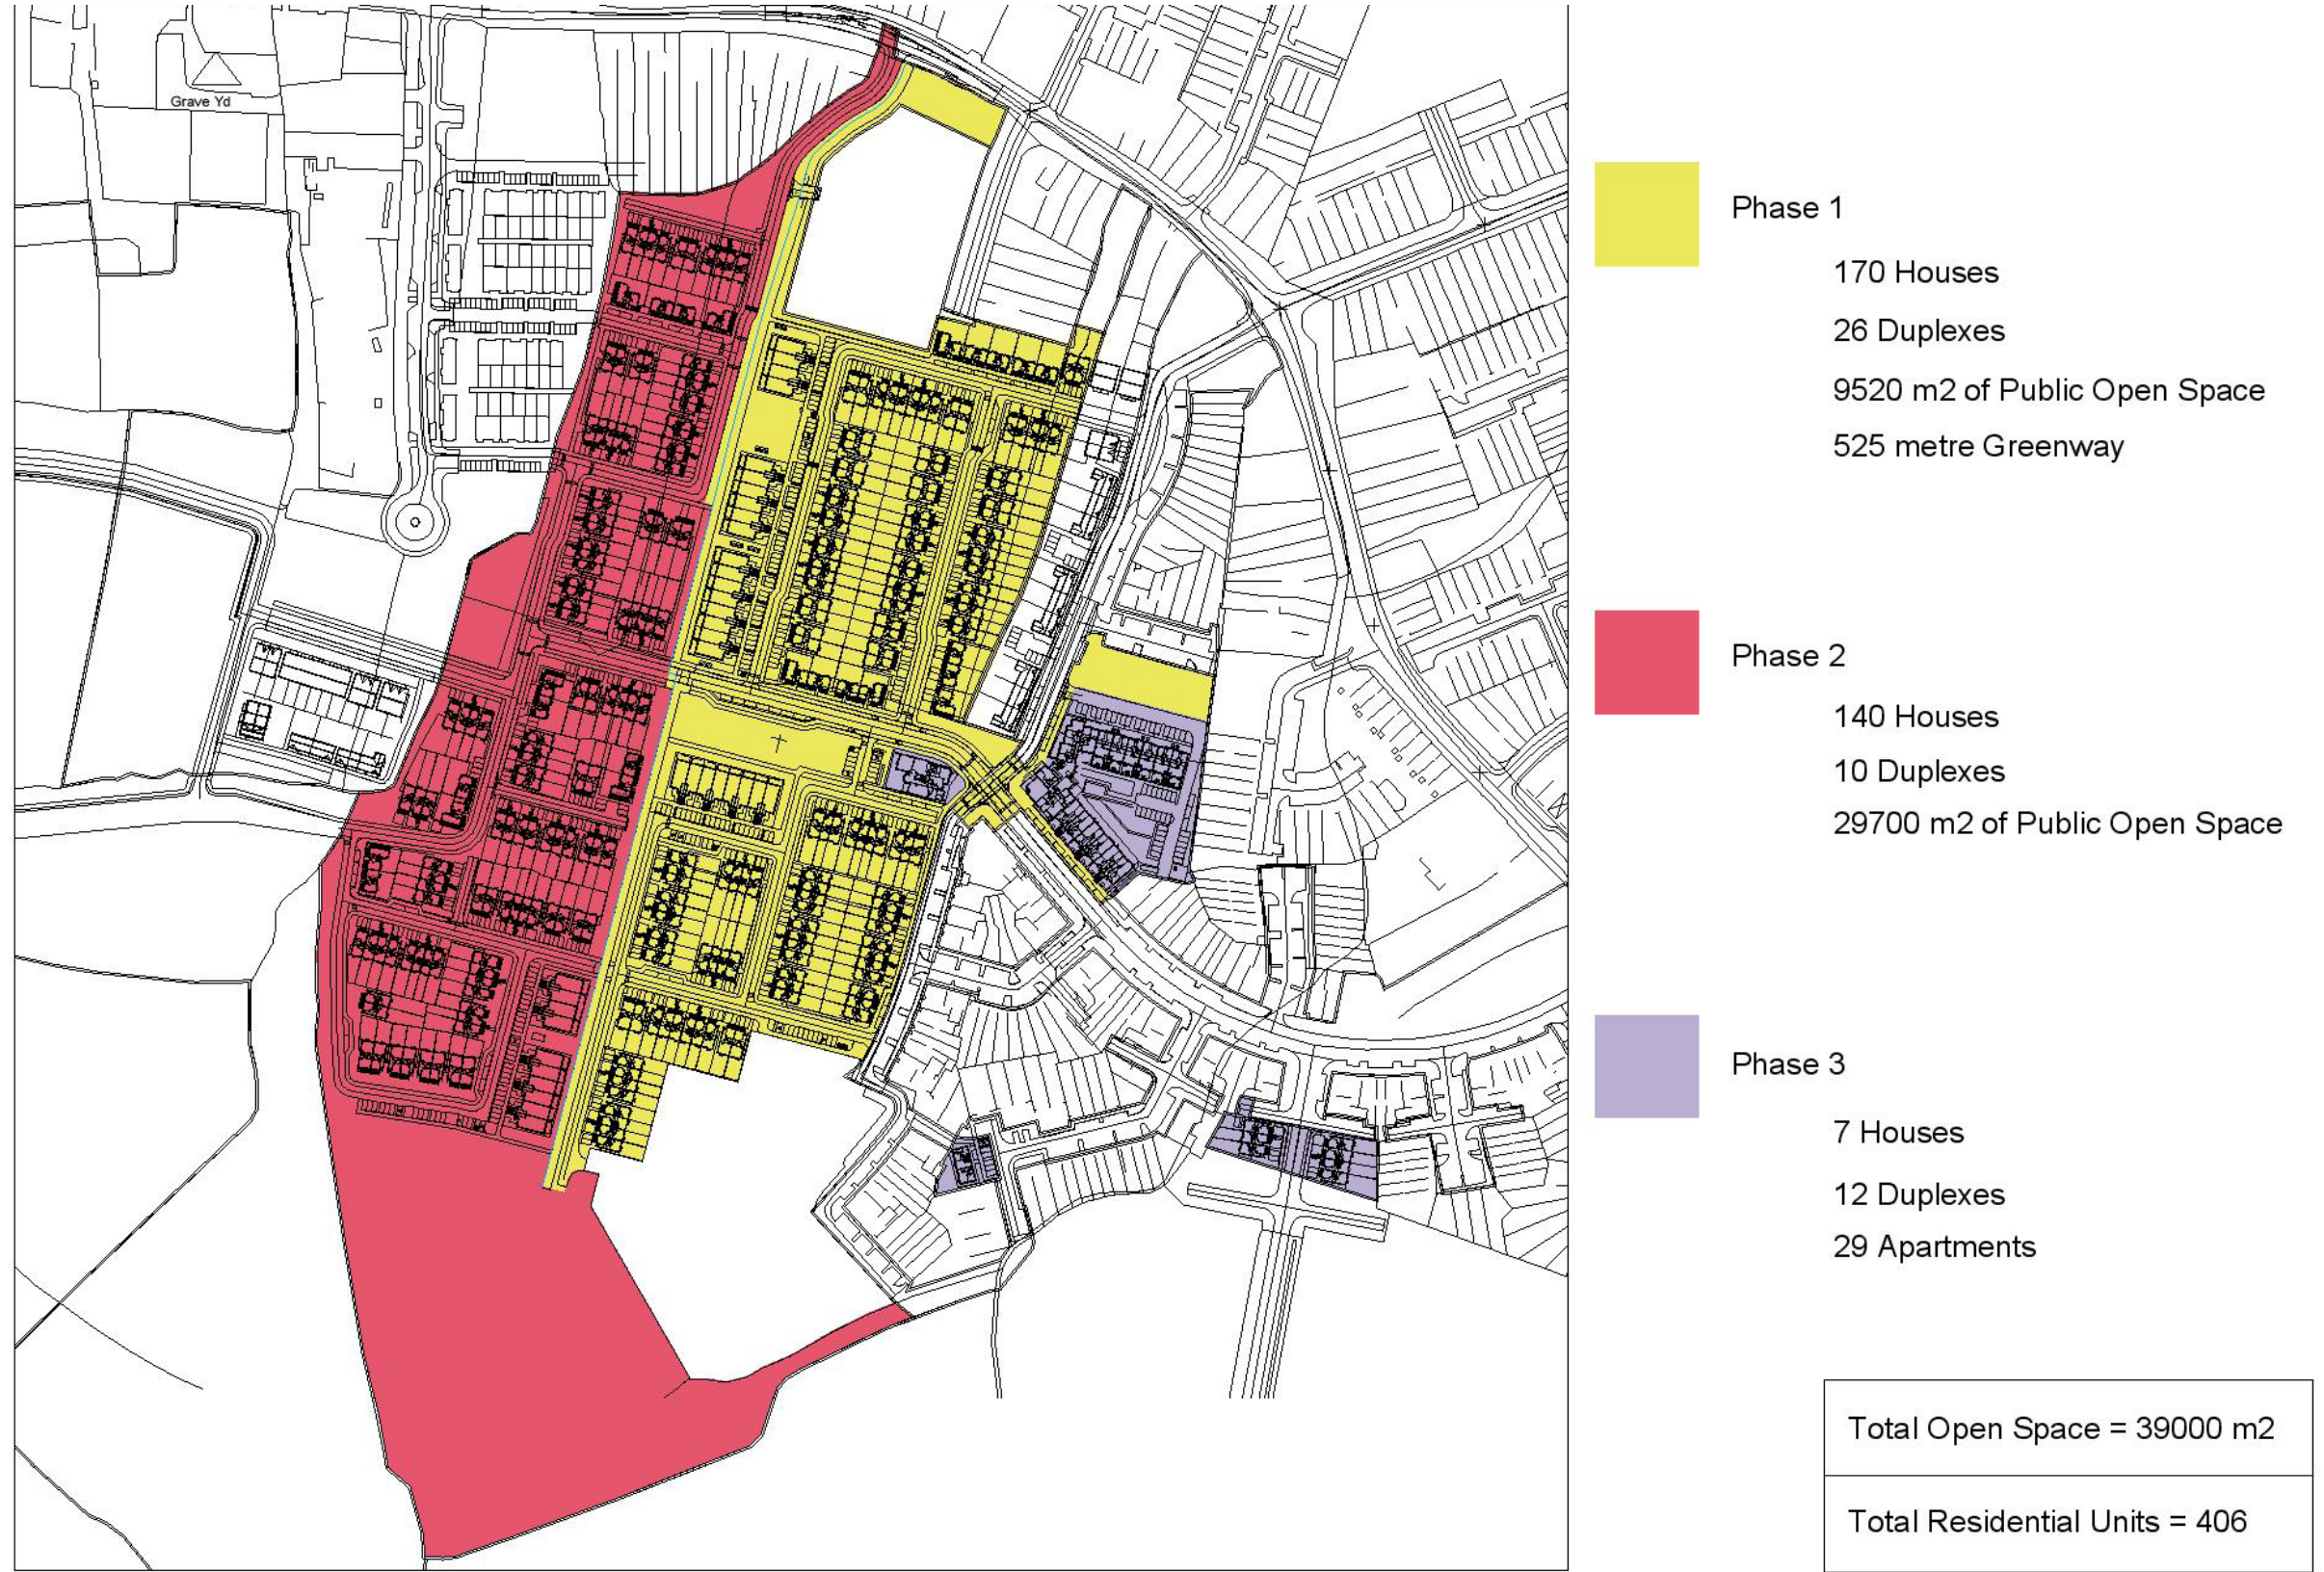 Grave Yd
Phase 1
170 Houses
26 Duplexes
9520 m2 of Public Open Space
525 metre Greenway
Phase 2
140 Houses
10 Duplexes
29700 m2 of Public Open Space
Phase 3
7 Houses
12 Duplexes
29 Apartments
Total Open Space = 39000 m2
Total Residential Units = 406